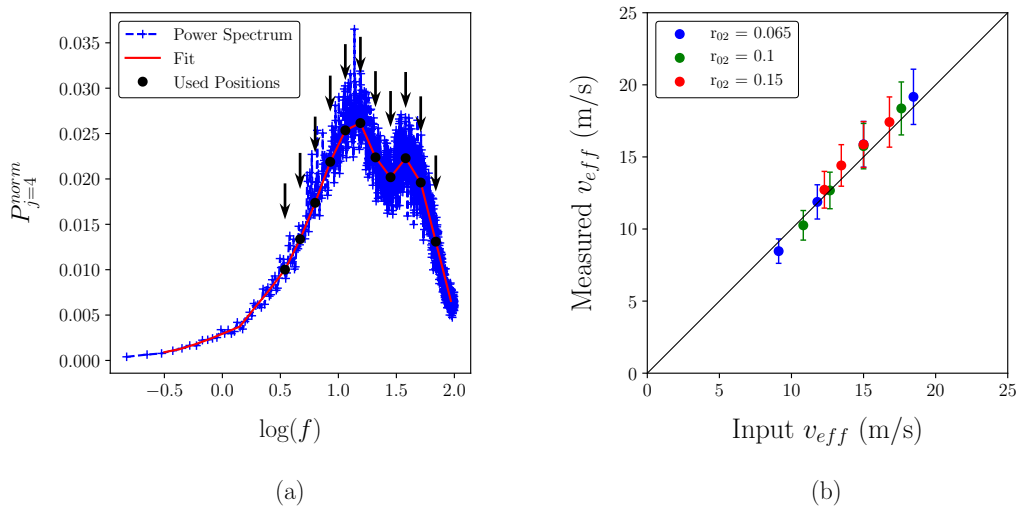 Power Spectrum
Fit
Used Positions
0.035
0.030
0.025
0.020
0.015
0.010
0.005
0.000
−0.5 0.0 0.5 1.0 1.5 2.0
P^{norm}_{j=4}
log(f)
(a)
r_{02} = 0.065
r_{02} = 0.1
r_{02} = 0.15
25
20
15
10
5
0
0 5 10 15 20 25
Measured v_{eff} (m/s)
Input v_{eff} (m/s)
(b)